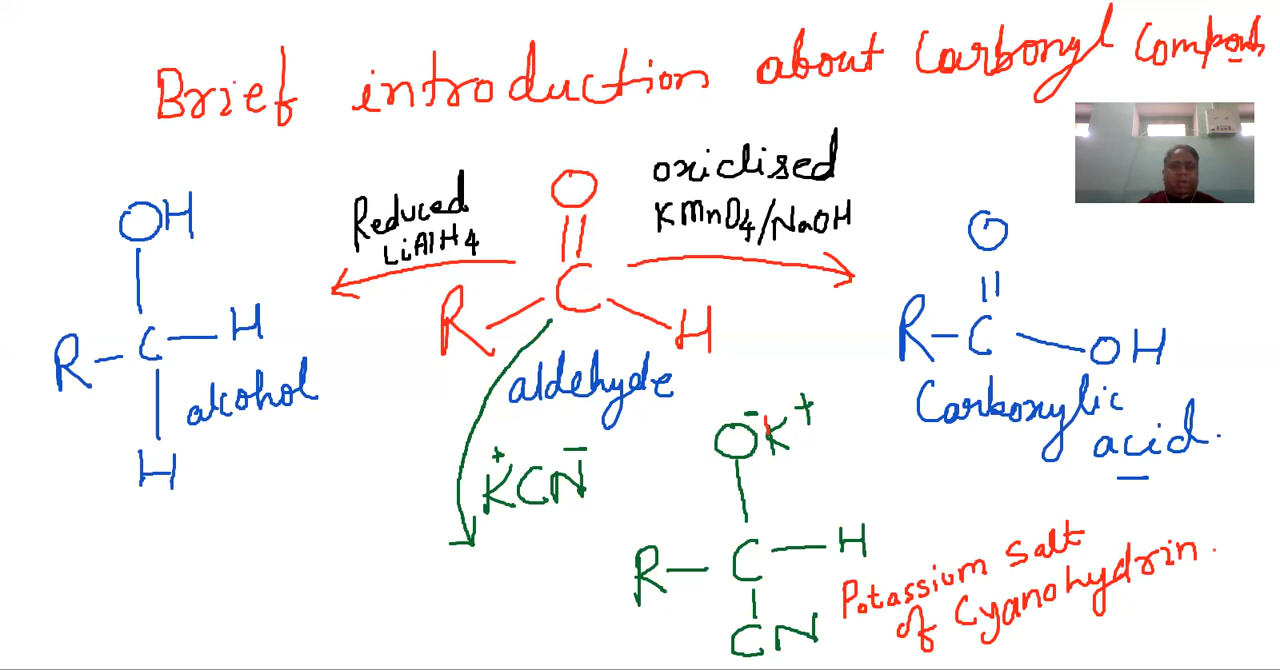 Brief introduction about Carbonyl Compounds
Reduced
LiAlH4
oxidised
KMnO4/NaOH
OH
R-C-H
H
alcohol
O
R C H
aldehyde
O
R-C OH
Carboxylic
acid.
K+CN-
O-K+
R-C-H
CN
Potassium Salt
of Cyanohydrin.